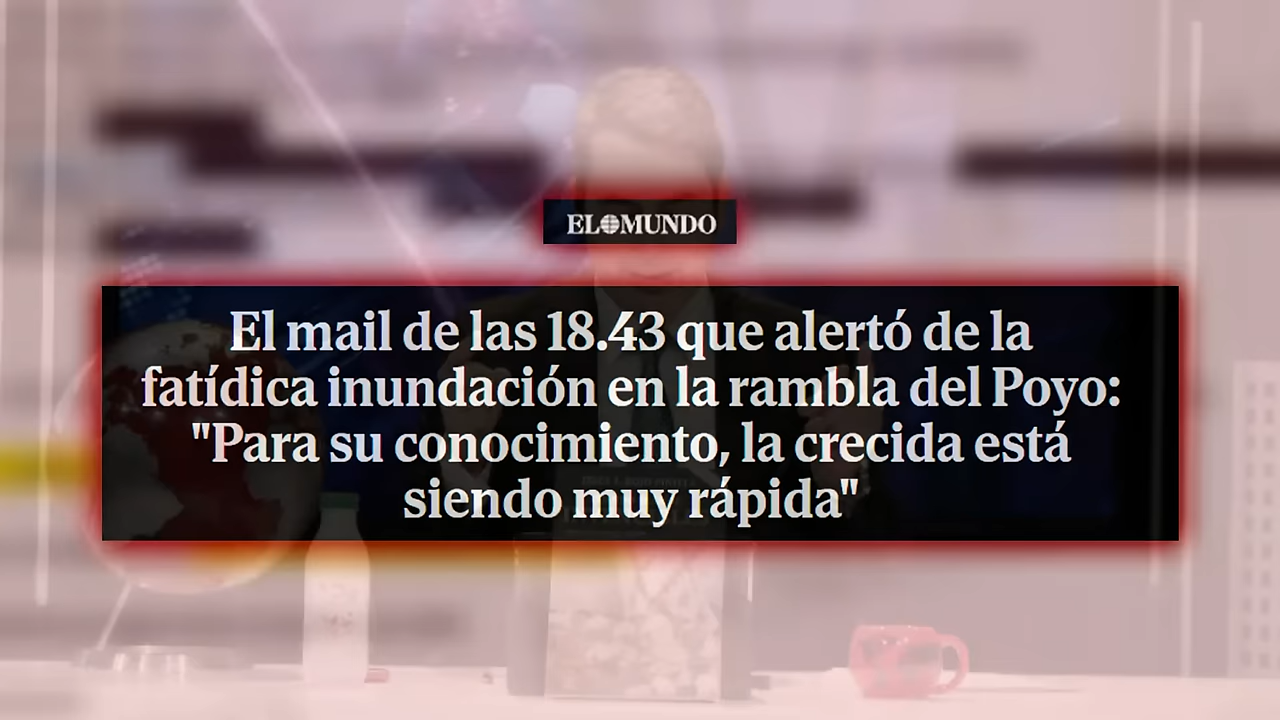 EL MUNDO
El mail de las 18.43 que alertó de la
fatídica inundación en la rambla del Poyo:
"Para su conocimiento, la crecida está
siendo muy rápida"